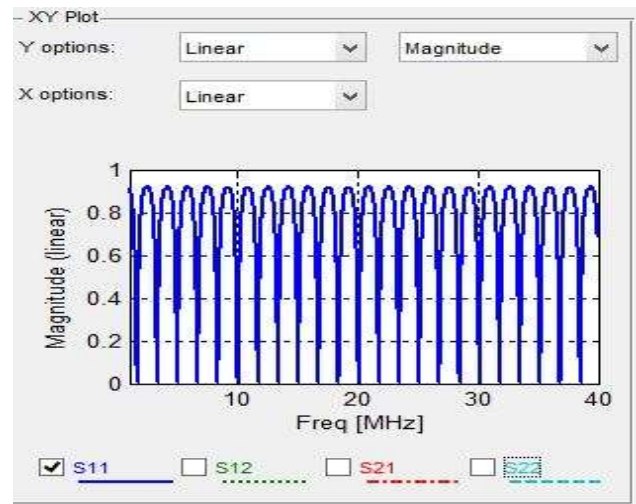 XY Plot
Y options: Linear Magnitude
X options: Linear
1
0.8
0.6
0.4
0.2
0
Magnitude (linear)
10 20 30 40
Freq [MHz]
S11 S12 S21 S22